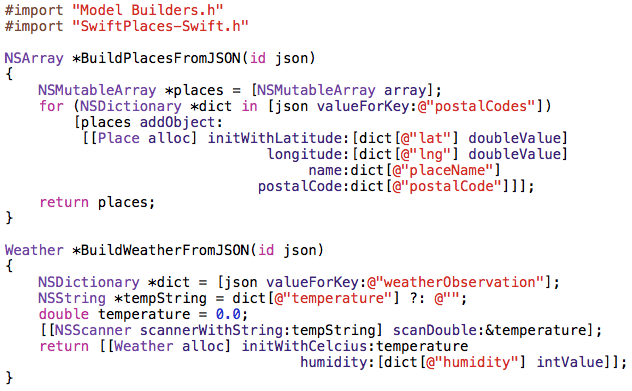 #import "Model Builders.h"
#import "SwiftPlaces-Swift.h"

NSArray *BuildPlacesFromJSON(id json)
{
    NSMutableArray *places = [NSMutableArray array];
    for (NSDictionary *dict in [json valueForKey:@"postalCodes"])
        [places addObject:
         [[Place alloc] initWithLatitude:[dict[@"lat"] doubleValue]
                               longitude:[dict[@"lng"] doubleValue]
                                    name:dict[@"placeName"]
                              postalCode:dict[@"postalCode"]]];
    return places;
}

Weather *BuildWeatherFromJSON(id json)
{
    NSDictionary *dict = [json valueForKey:@"weatherObservation"];
    NSString *tempString = dict[@"temperature"] ?: @"";
    double temperature = 0.0;
    [[NSScanner scannerWithString:tempString] scanDouble:&temperature];
    return [[Weather alloc] initWithCelcius:temperature
                                   humidity:[dict[@"humidity"] intValue]];
}